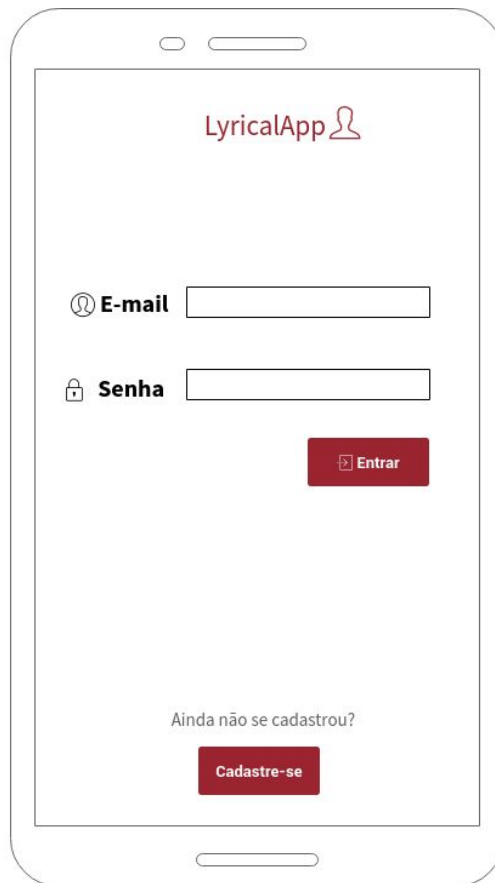 LyricalApp
E-mail
Senha
Entrar
Ainda não se cadastrou?
Cadastre-se